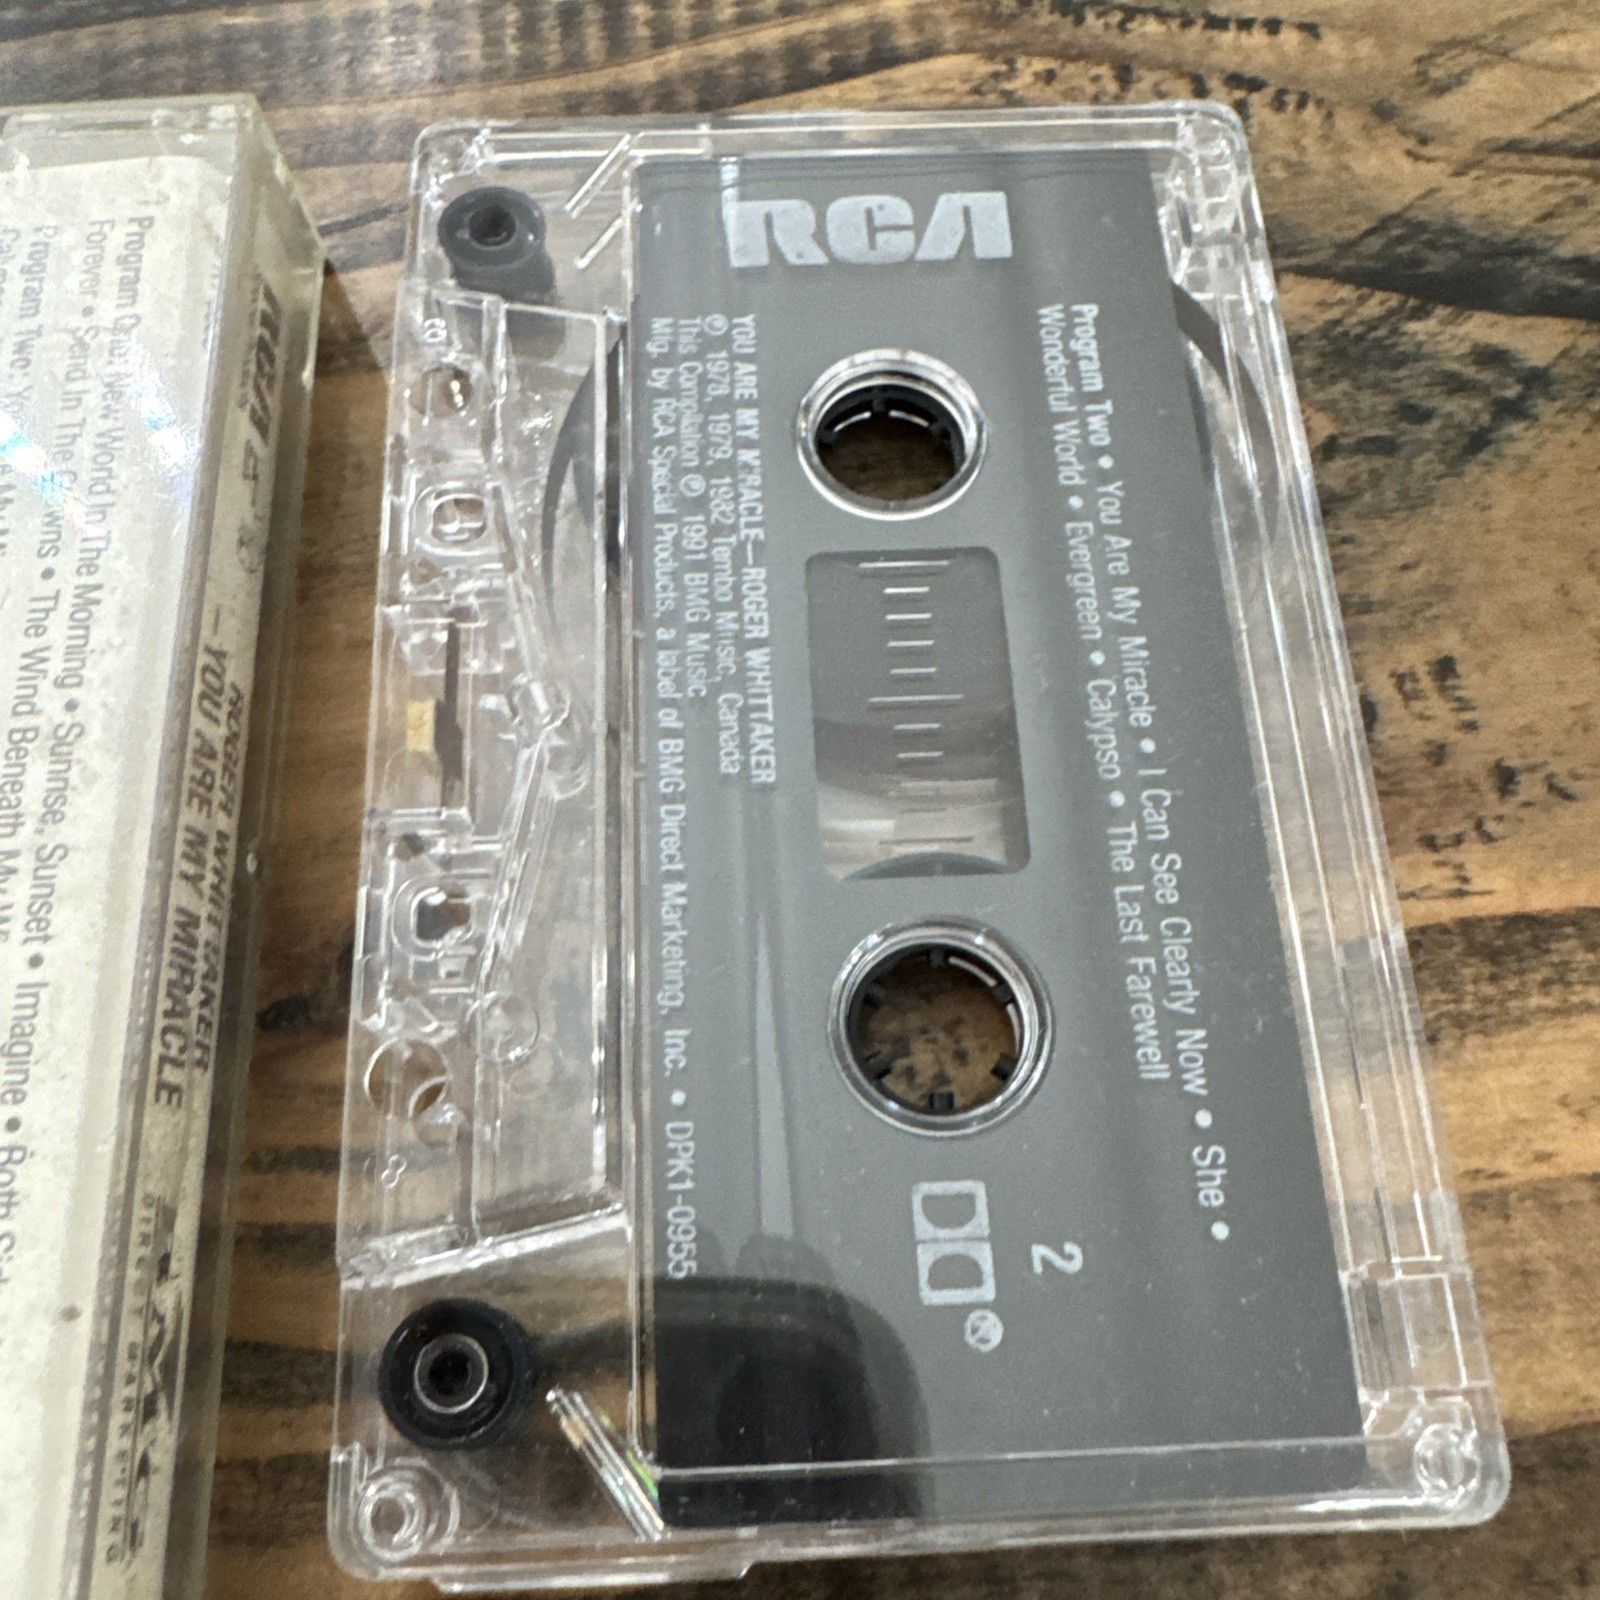 RCA
Program Two • You Are My Miracle • I Can See Clearly Now • She •
Wonderful World • Evergreen • Calypso • The Last Farewell
2
YOU ARE MY MIRACLE—ROGER WHITTAKER
℗ 1978, 1979, 1982 Tembo Music, Canada
This Compilation ℗ 1991 BMG Music
Mfg. by RCA Special Products, a label of BMG Direct Marketing, Inc. • DPK1-0955
ROGER WHITTAKER
— YOU ARE MY MIRACLE
DIRECT MARKETING
Program One: New World In The Morning • Sunrise, Sunset • Imagine • Both
Forever • Send In The Clowns • The Wind Beneath My
Program Two: